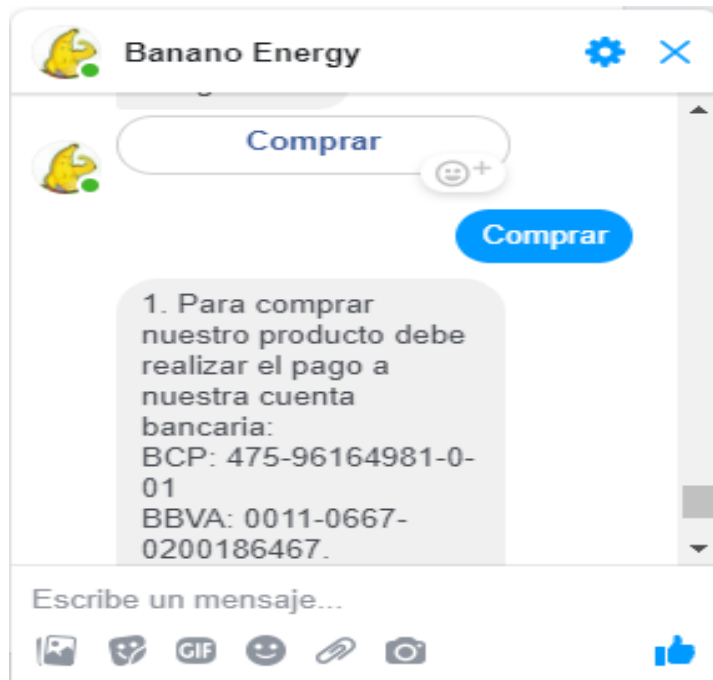 Banano Energy
Comprar
Comprar
1. Para comprar
nuestro producto debe
realizar el pago a
nuestra cuenta
bancaria:
BCP: 475-96164981-0-
01
BBVA: 0011-0667-
0200186467.
Escribe un mensaje...
GIF